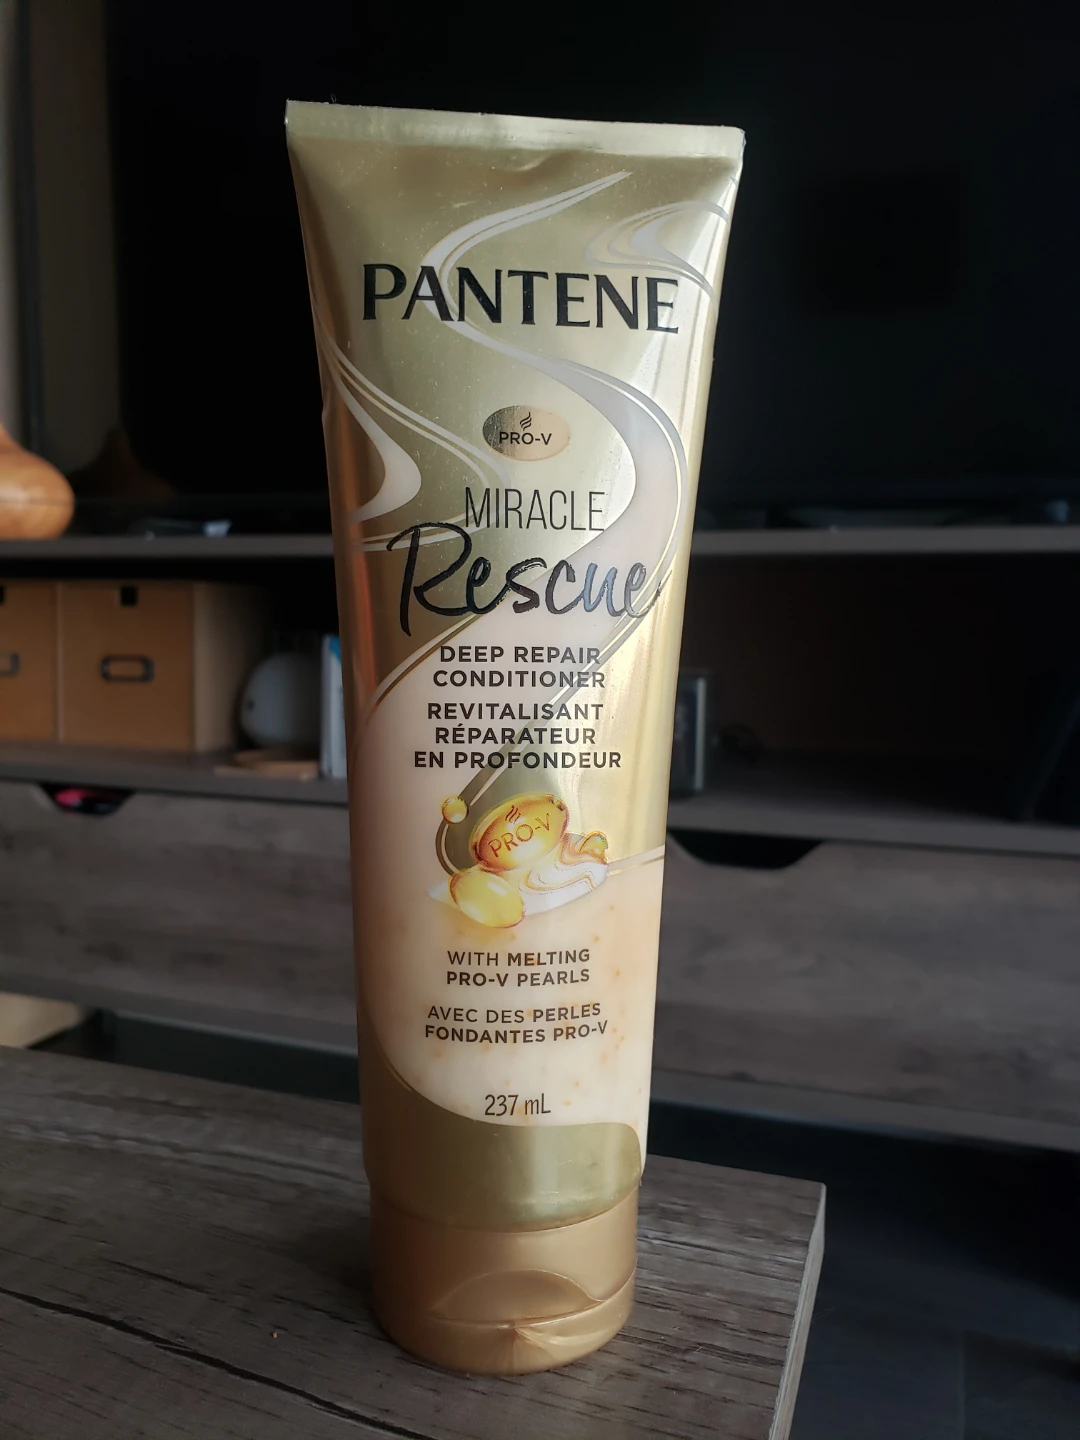 PANTENE
PRO-V
MIRACLE
Rescue
DEEP REPAIR
CONDITIONER
REVITALISANT
RÉPARATEUR
EN PROFONDEUR
PRO-V
WITH MELTING
PRO-V PEARLS
AVEC DES PERLES
FONDANTES PRO-V
237 mL